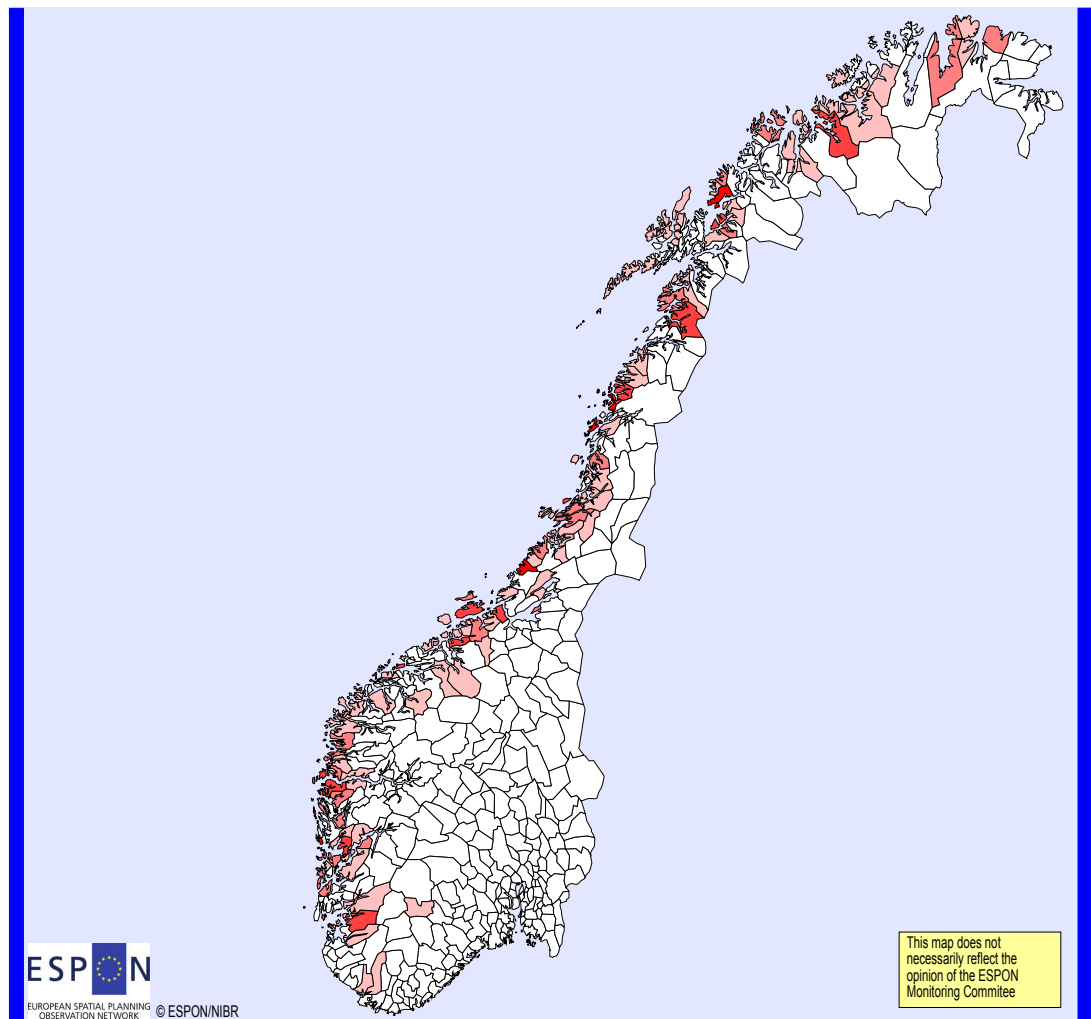 This map does not
necessarily reflect the
opinion of the ESPON
Monitoring Commitee
ESPON
EUROPEAN SPATIAL PLANNING
OBSERVATION NETWORK
© ESPON/NIBR